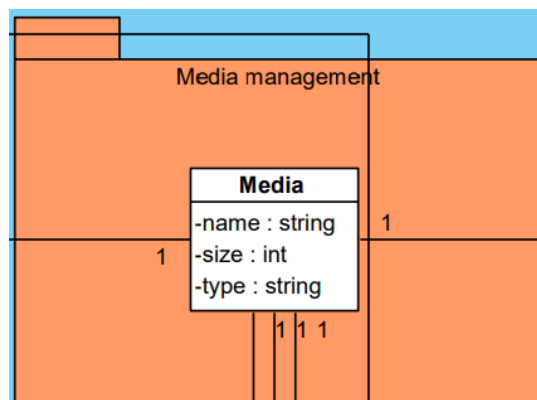 Media management
Media
-name : string
1
-size : int
1
-type : string
1 1 1